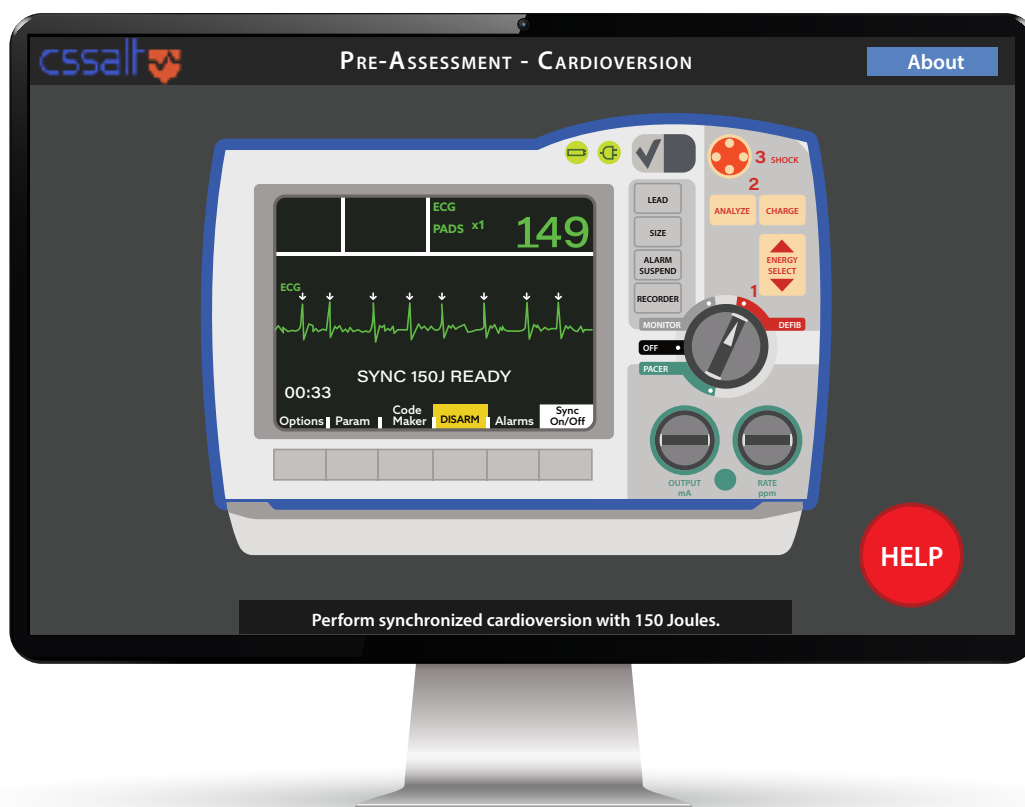 cssalt
PRE-ASSESSMENT - CARDIOVERSION
About
ECG
PADS x1
149
ECG
SYNC 150J READY
00:33
Options
Param
Code
Maker
DISARM
Alarms
Sync
On/Off
LEAD
SIZE
ALARM
SUSPEND
RECORDER
3 SHOCK
2
ANALYZE
CHARGE
ENERGY
SELECT
1
MONITOR
DEFIB
OFF
PACER
OUTPUT
mA
RATE
ppm
HELP
Perform synchronized cardioversion with 150 Joules.